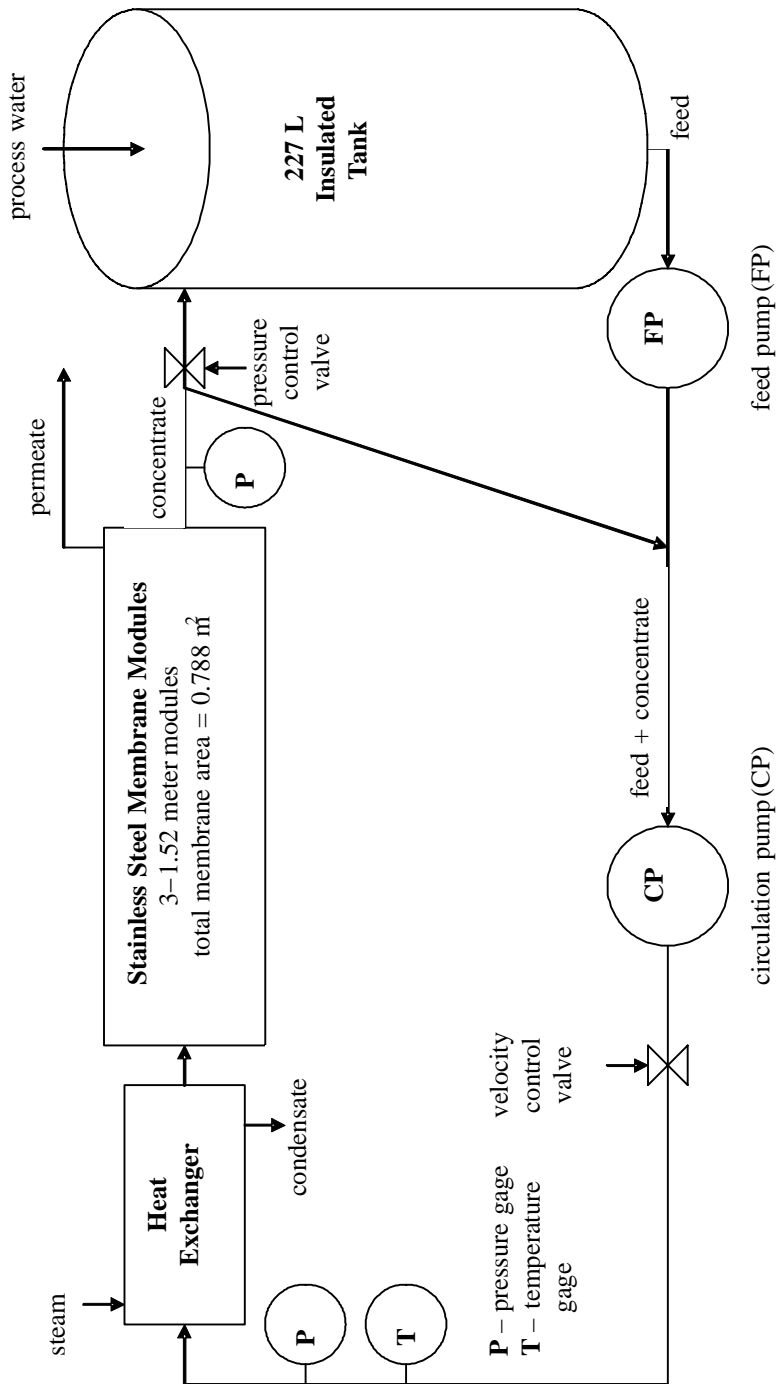 process water
227 L
Insulated
Tank
feed
FP
feed pump (FP)
permeate
concentrate
pressure
control
valve
P
Stainless Steel Membrane Modules
3–1.52 meter modules
total membrane area = 0.788 m²
feed + concentrate
CP
circulation pump (CP)
velocity
control
valve
steam
Heat
Exchanger
condensate
P
T
P – pressure gage
T – temperature
gage